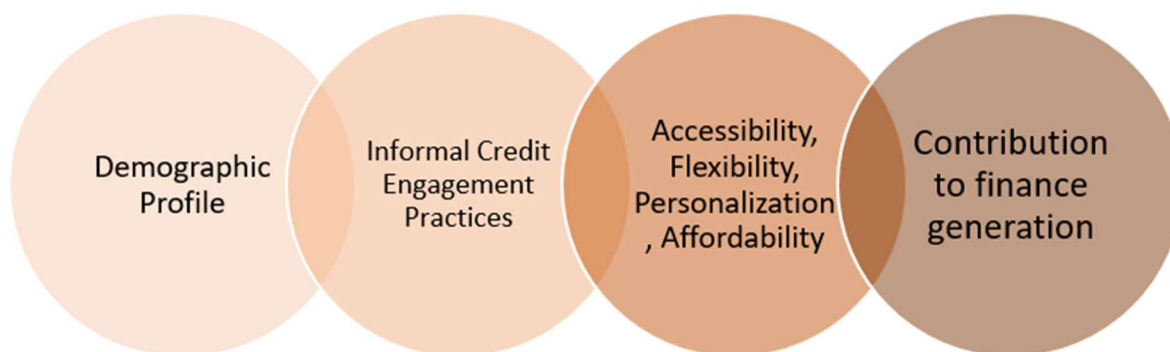 Demographic
Profile
Informal Credit
Engagement
Practices
Accessibility,
Flexibility,
Personalization
, Affordability
Contribution
to finance
generation